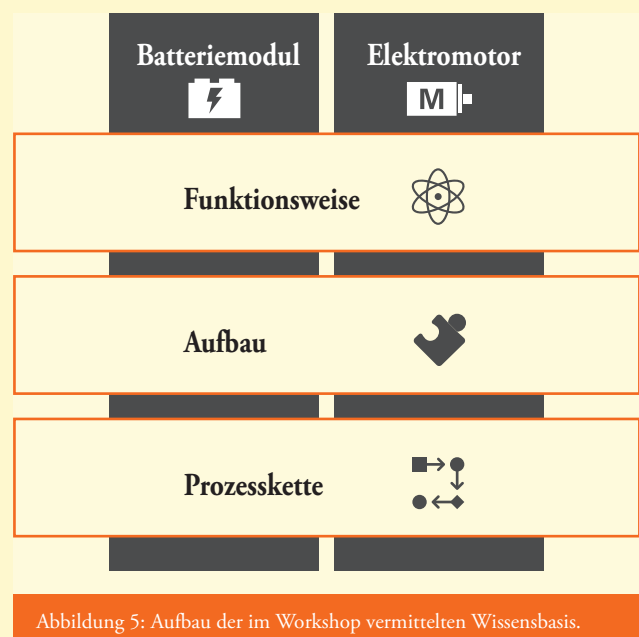 Batteriemodul
Elektromotor
M
Funktionsweise
Aufbau
Prozesskette
Abbildung 5: Aufbau der im Workshop vermittelten Wissensbasis.